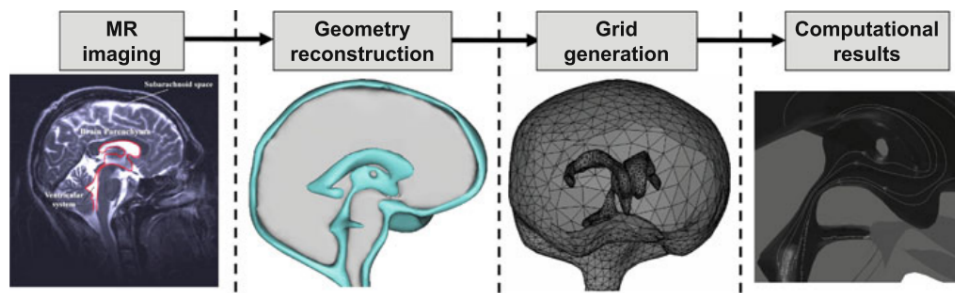 MR
imaging
Geometry
reconstruction
Grid
generation
Computational
results
Subarachnoid space
Brain Parenchyma
Ventricular
system